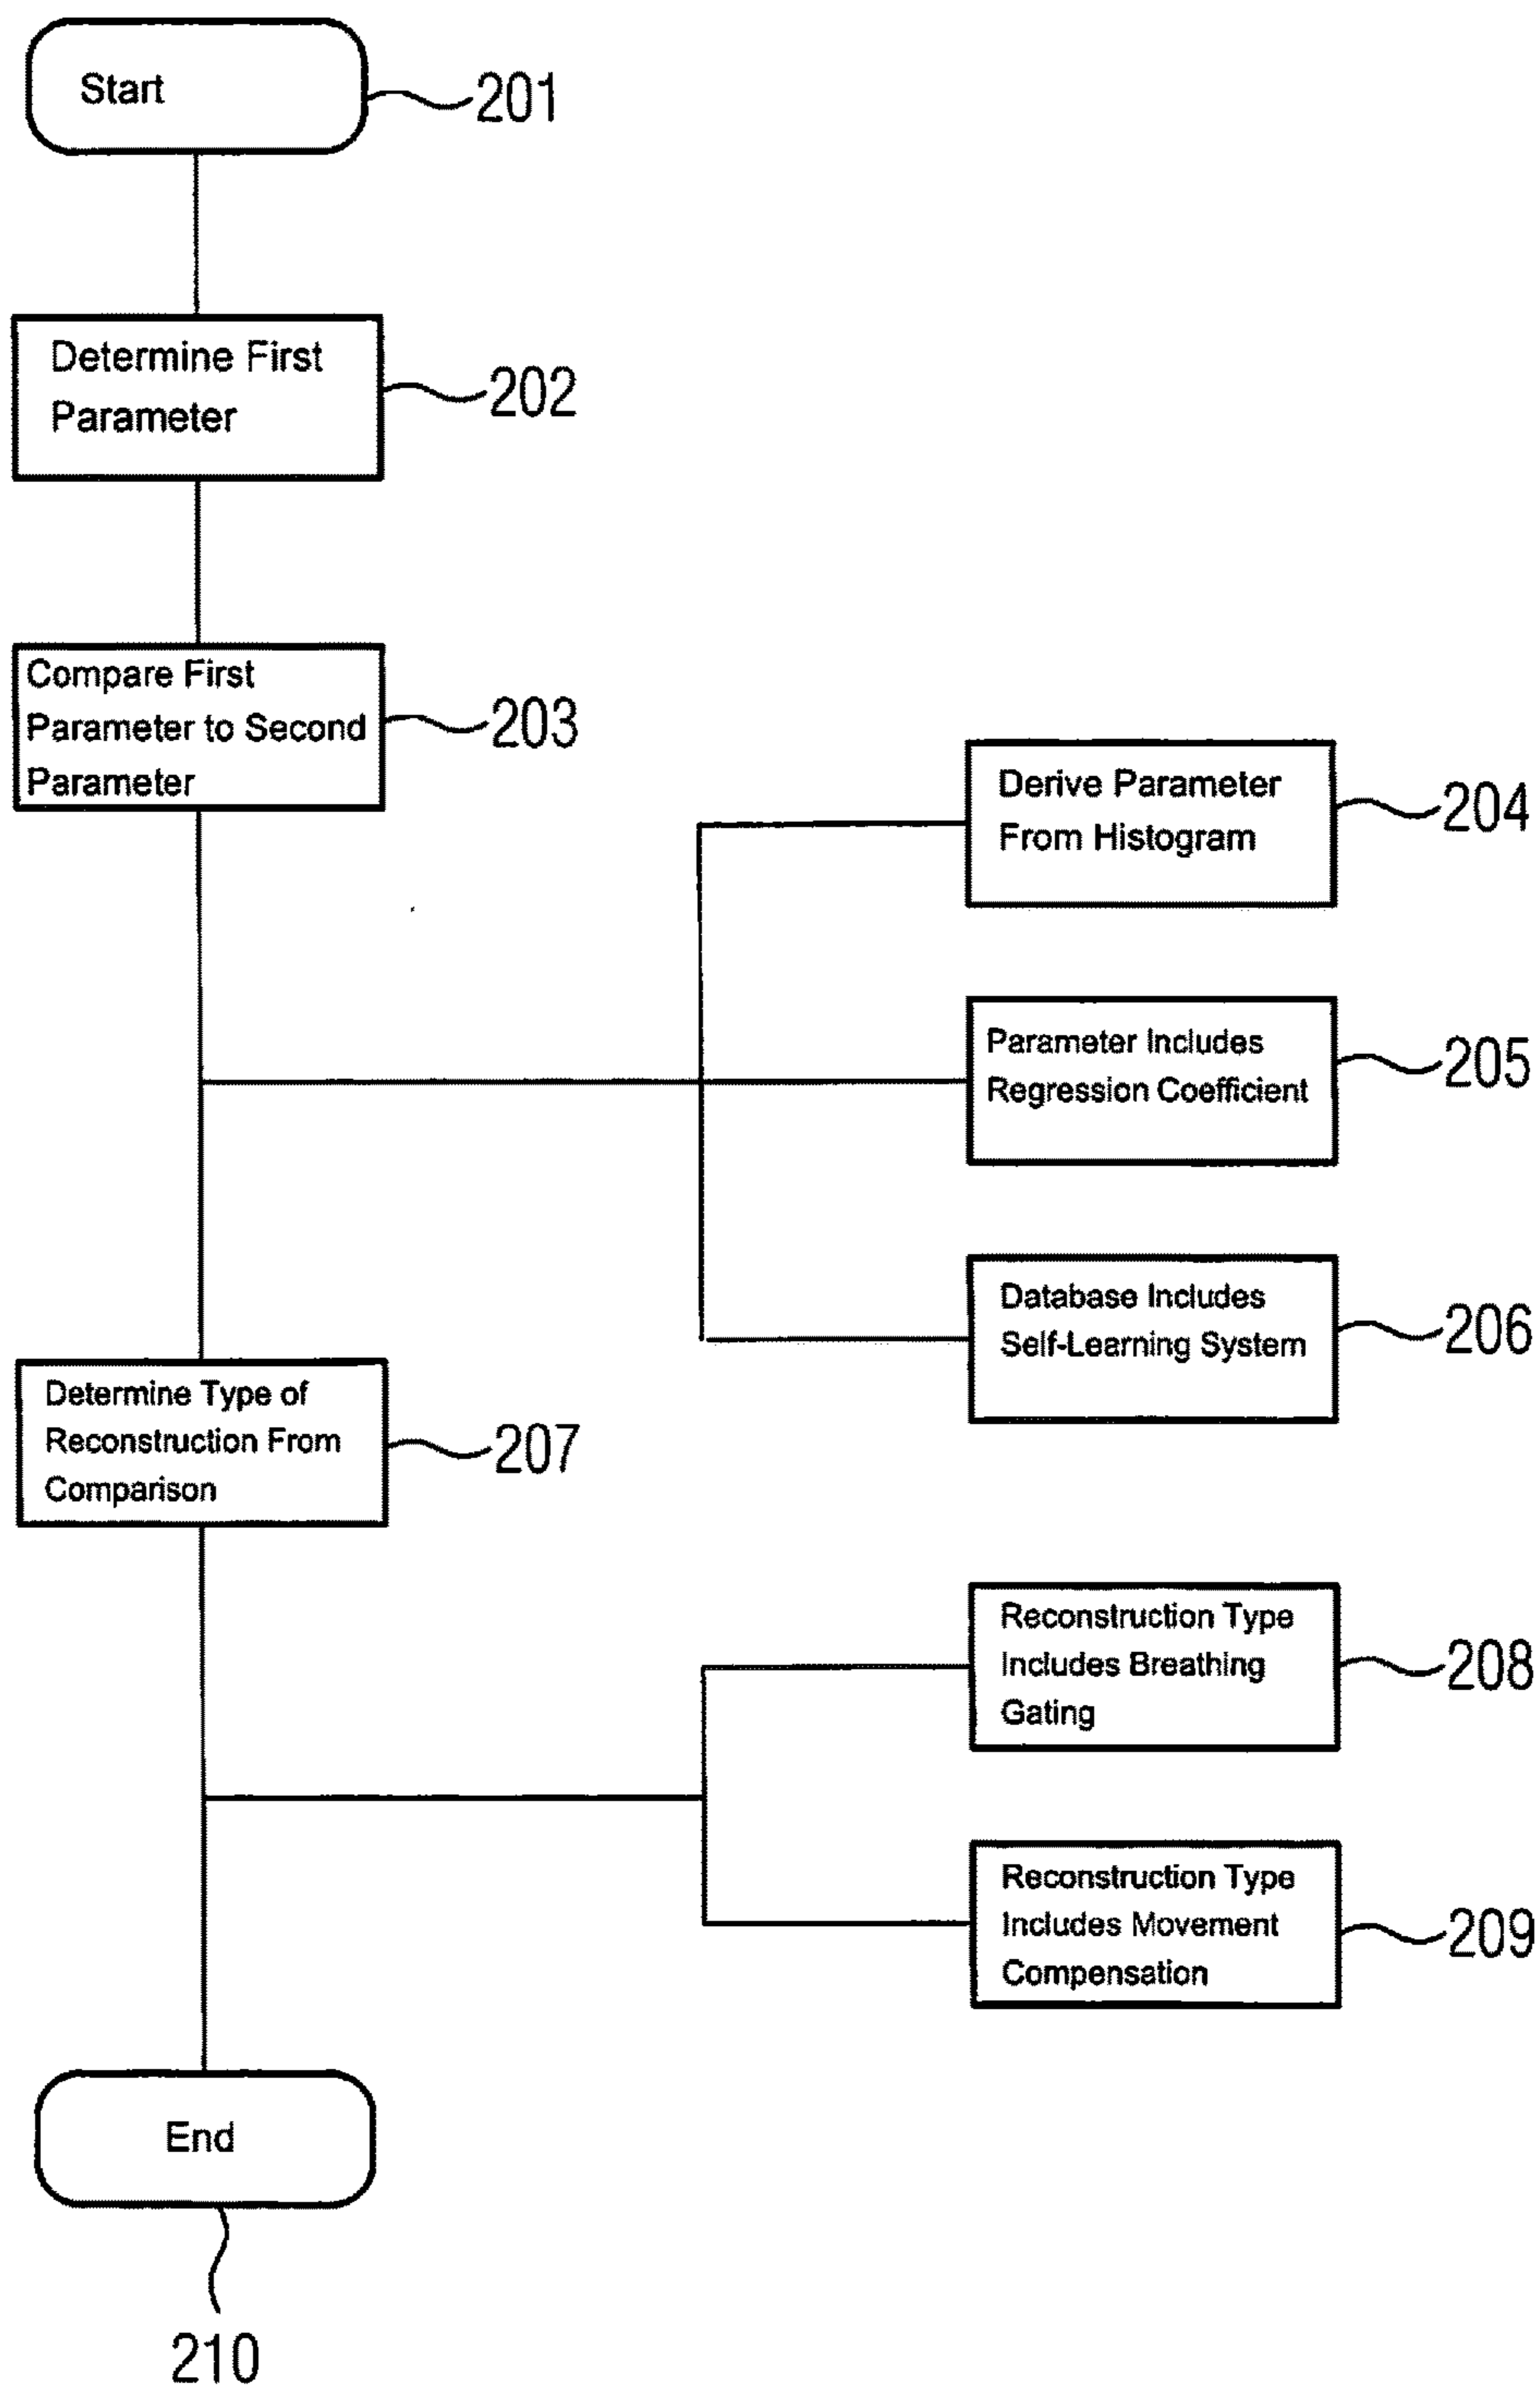 Start
201
Determine First
Parameter
202
Compare First
Parameter to Second
Parameter
203
Derive Parameter
From Histogram
204
Parameter Includes
Regression Coefficient
205
Database Includes
Self-Learning System
206
Determine Type of
Reconstruction From
Comparison
207
Reconstruction Type
Includes Breathing
Gating
208
Reconstruction Type
Includes Movement
Compensation
209
End
210